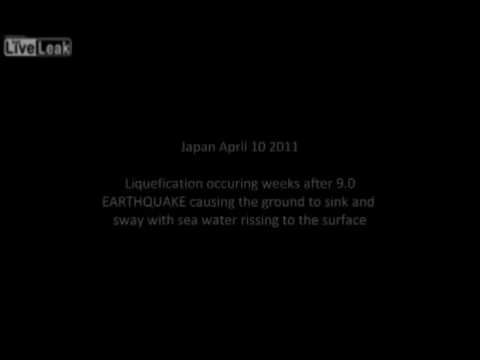 LiveLeak
Japan April 10 2011
Liquefication occuring weeks after 9.0
EARTHQUAKE causing the ground to sink and
sway with sea water rissing to the surface